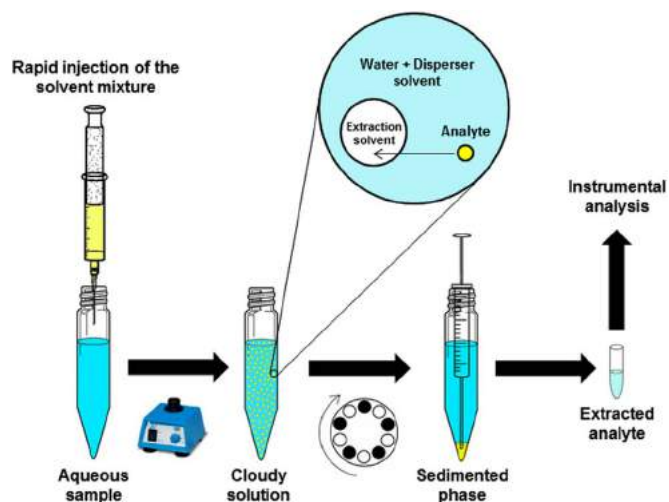 Rapid injection of the
solvent mixture
Water + Disperser
solvent
Extraction
solvent
Analyte
Instrumental
analysis
Aqueous
sample
Cloudy
solution
Sedimented
phase
Extracted
analyte